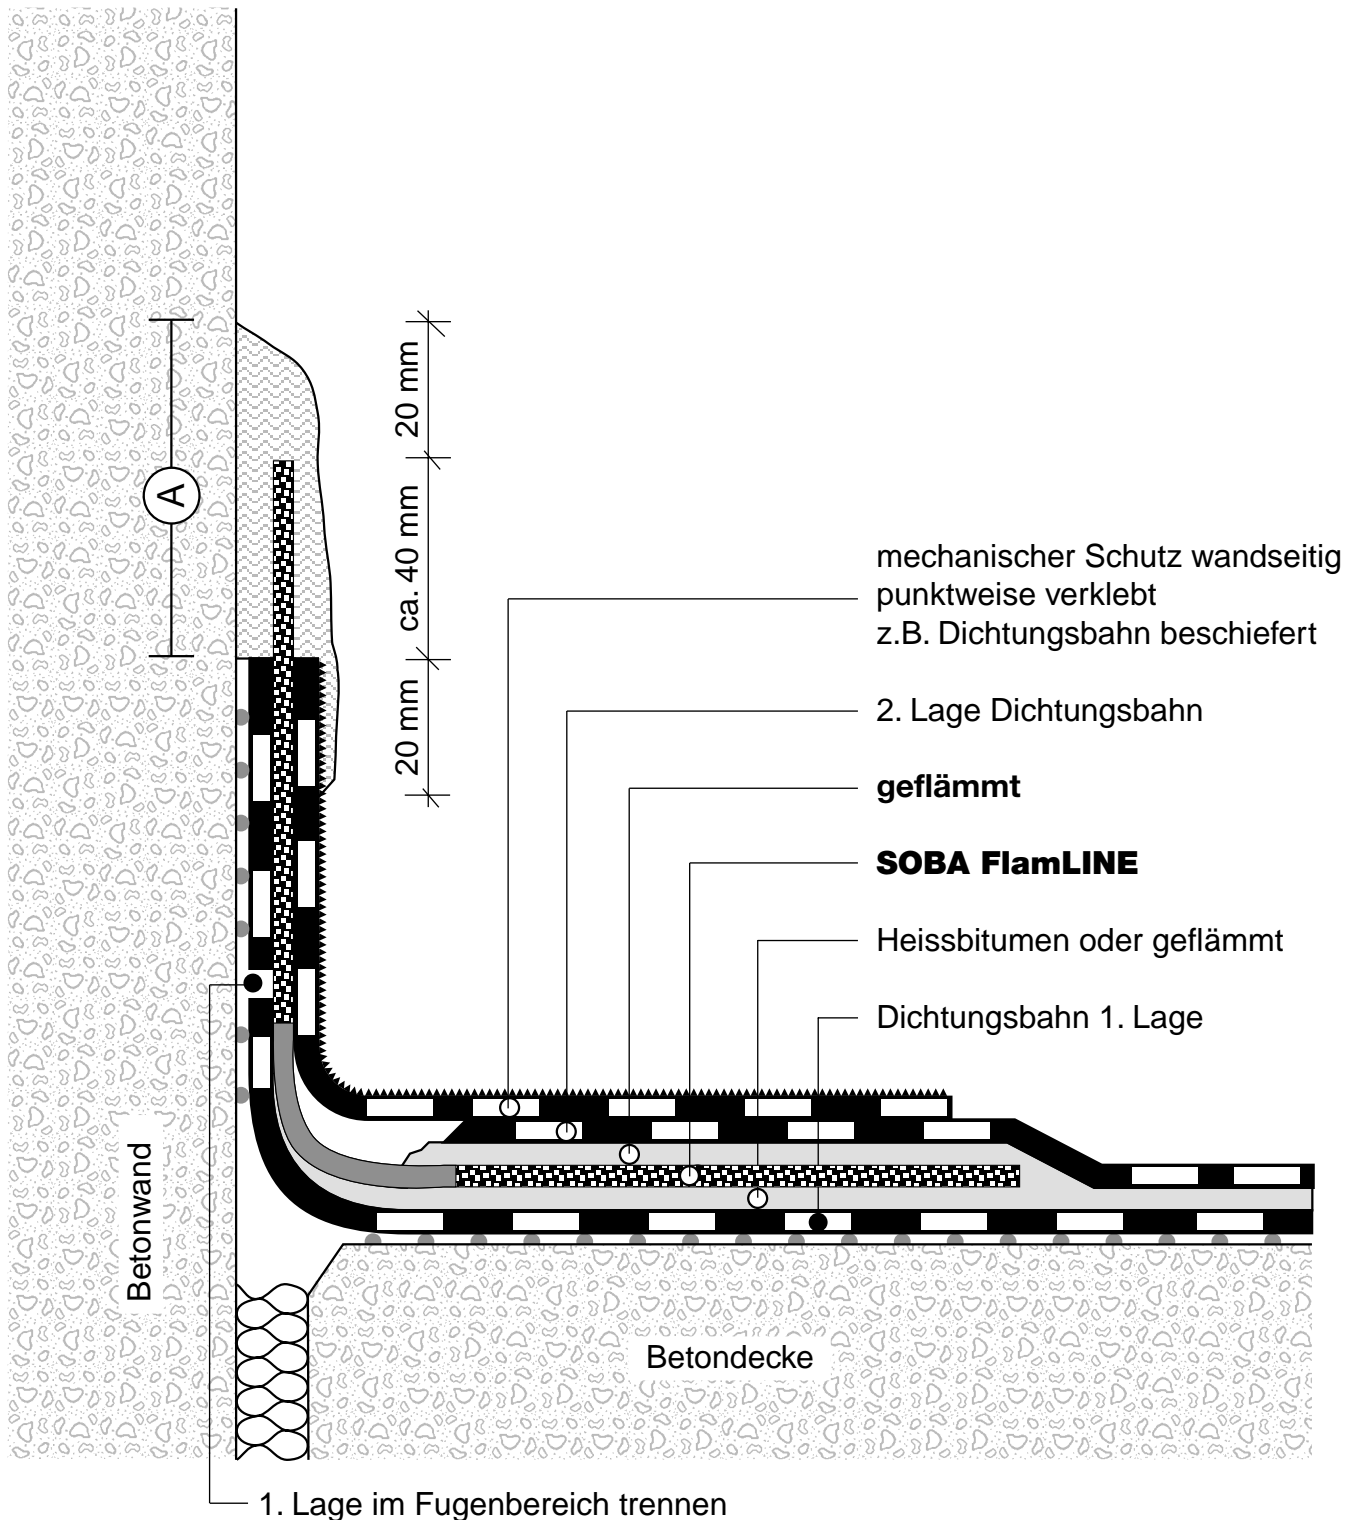 20 mm
A
ca. 40 mm
20 mm
mechanischer Schutz wandseitig
punktweise verklebt
z.B. Dichtungsbahn beschiefert
2. Lage Dichtungsbahn
geflämmt
SOBA FlamLINE
Heissbitumen oder geflämmt
Dichtungsbahn 1. Lage
Betonwand
Betondecke
1. Lage im Fugenbereich trennen